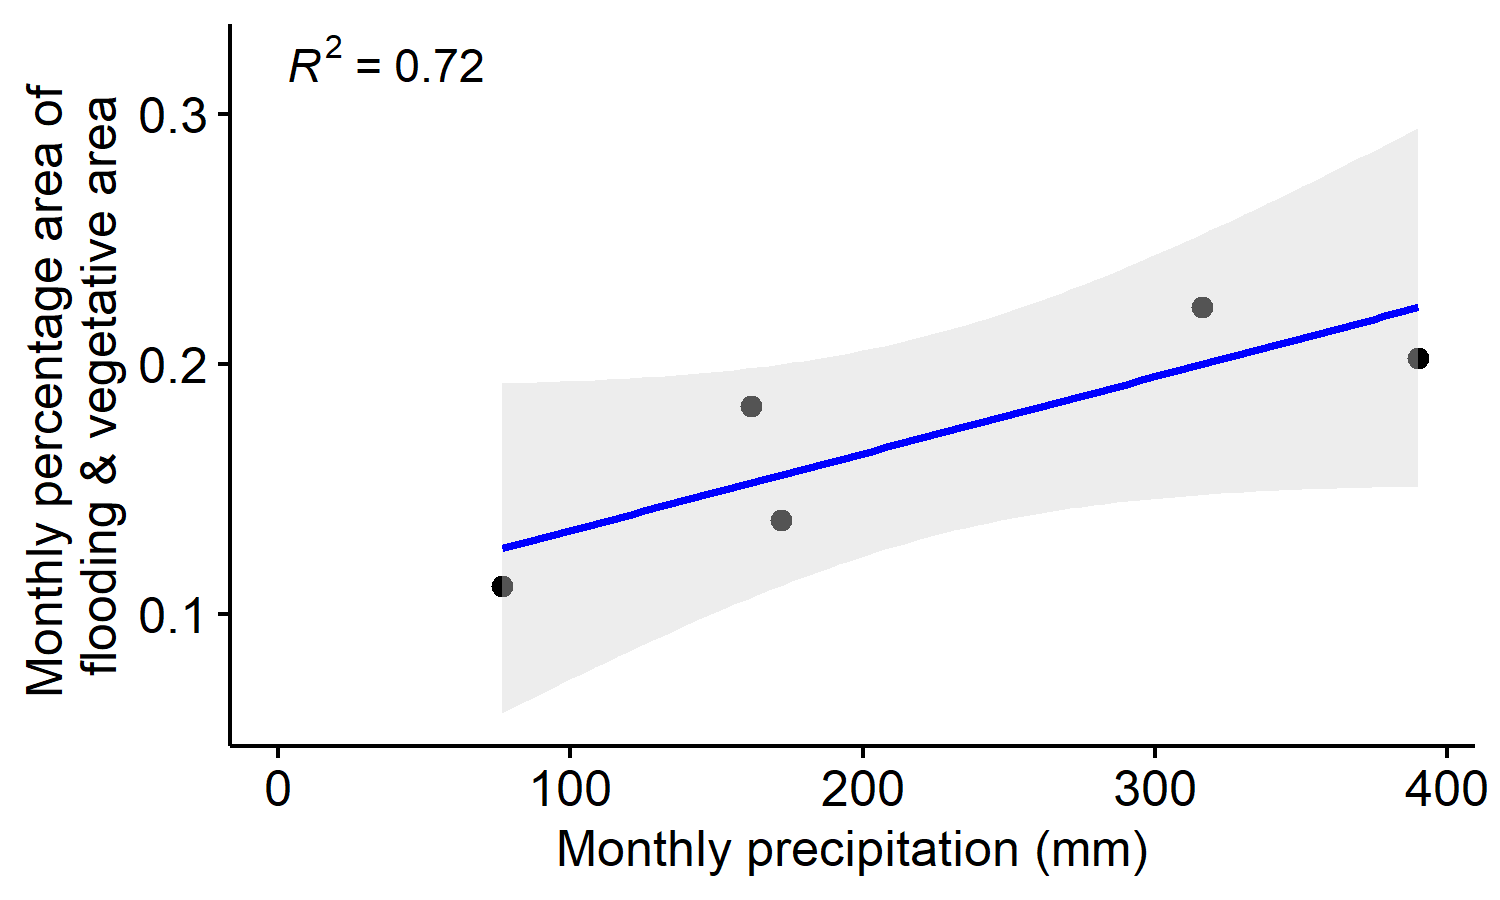 R² = 0.72
Monthly percentage area of
flooding & vegetative area
0.3
0.2
0.1
0 100 200 300 400
Monthly precipitation (mm)